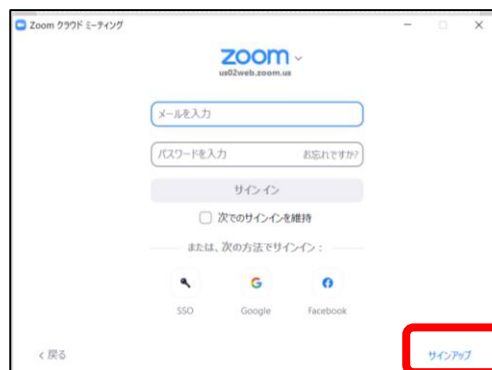 Zoom クラウド ミーティング
zoom
us02web.zoom.us
メールを入力
パスワードを入力 お忘れですか?
サインイン
次でのサインインを維持
または、次の方法でサインイン：
SSO Google Facebook
< 戻る サインアップ